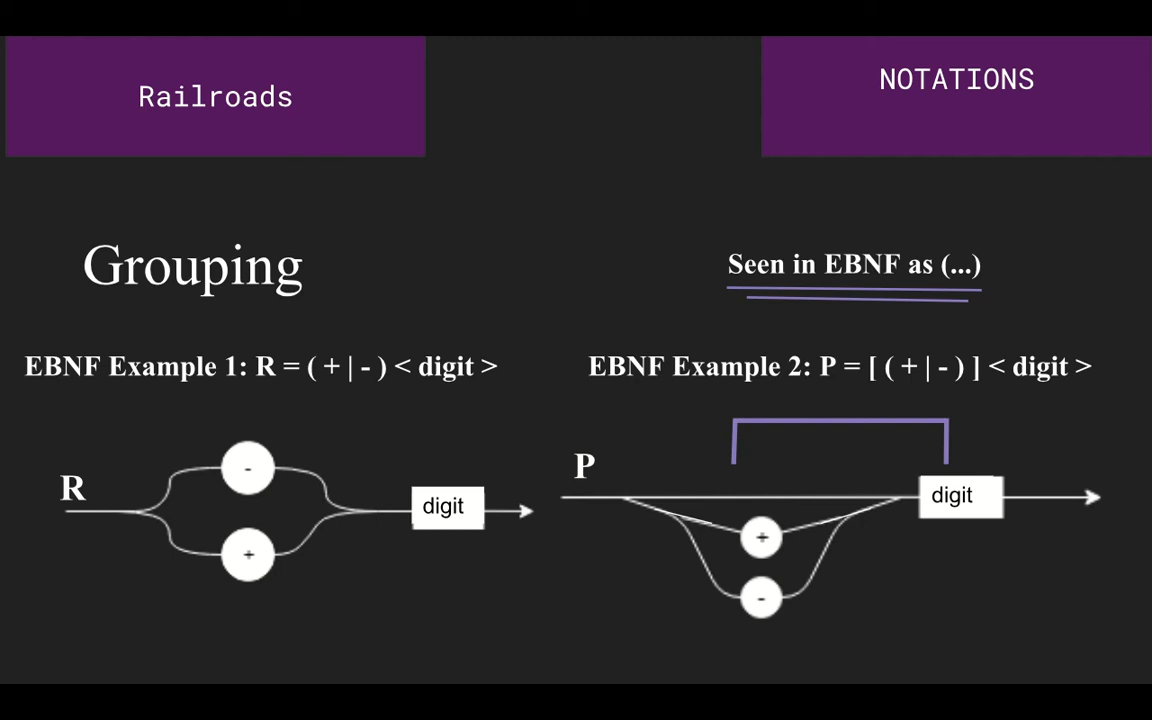 Railroads
NOTATIONS
Grouping
Seen in EBNF as (...)
EBNF Example 1: R = ( + | - ) < digit >
EBNF Example 2: P = [ ( + | - ) ] < digit >
R
-
+
digit
P
+
-
digit